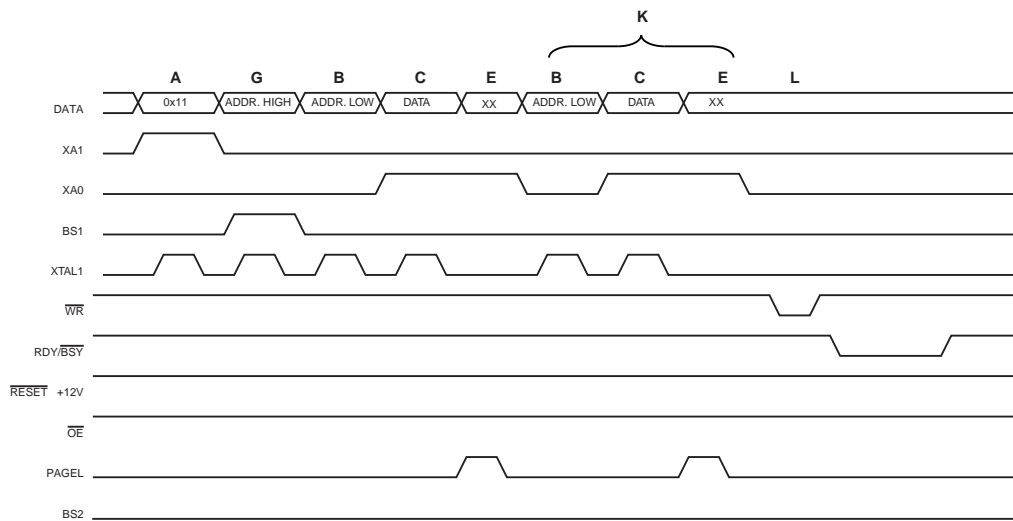 K
A G B C E B C E L
DATA 0x11 ADDR. HIGH ADDR. LOW DATA XX ADDR. LOW DATA XX
XA1
XA0
BS1
XTAL1
WR
RDY/BSY
RESET +12V
OE
PAGEL
BS2